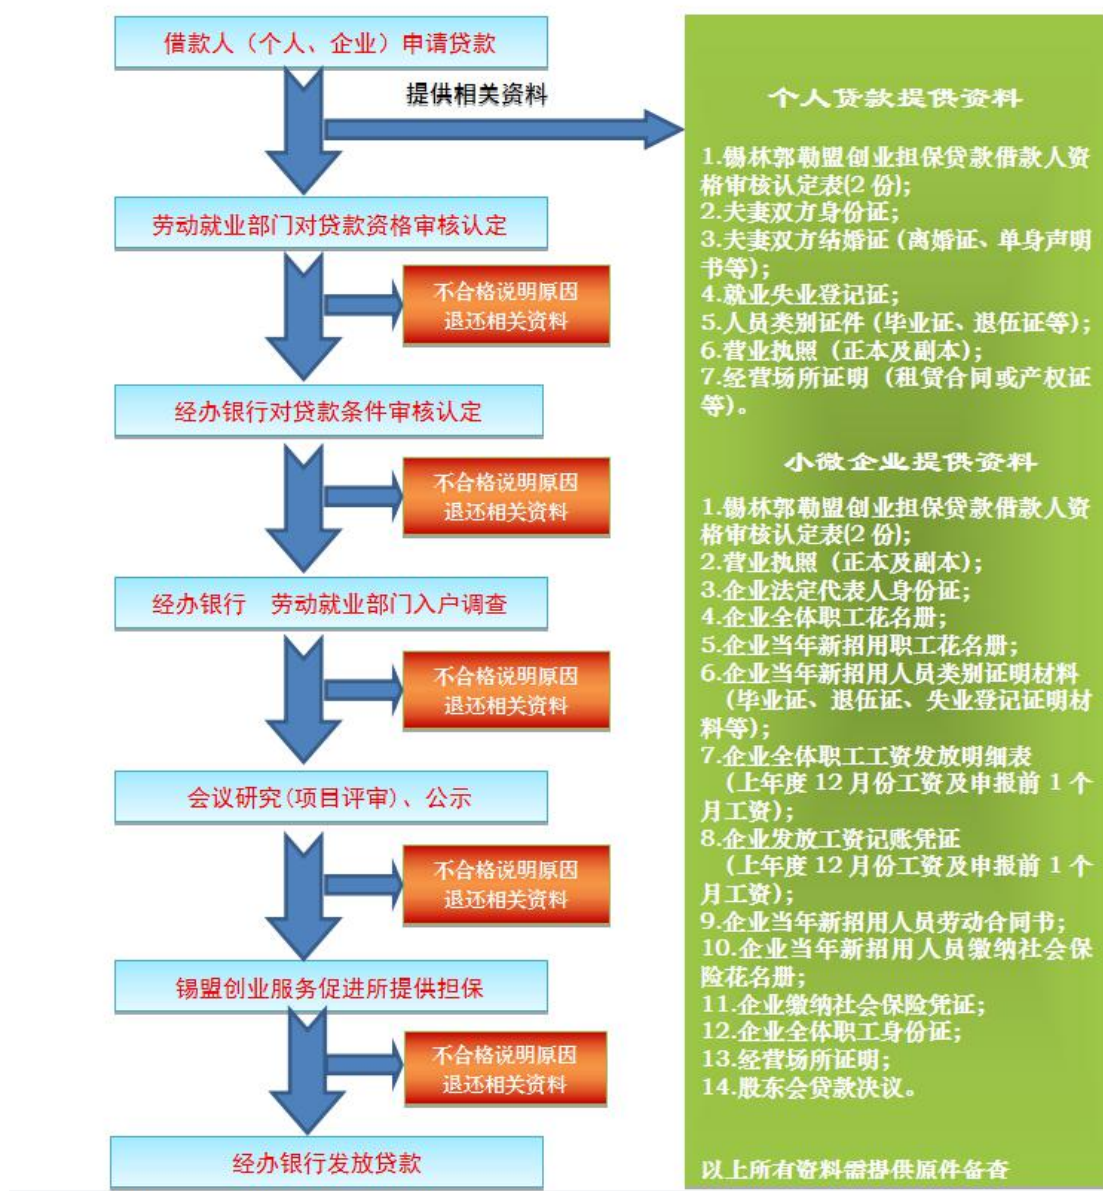 借款人（个人、企业）申请贷款
提供相关资料
劳动就业部门对贷款资格审核认定
不合格说明原因
退还相关资料
经办银行对贷款条件审核认定
不合格说明原因
退还相关资料
经办银行　劳动就业部门入户调查
不合格说明原因
退还相关资料
会议研究(项目评审)、公示
不合格说明原因
退还相关资料
锡盟创业服务促进所提供担保
不合格说明原因
退还相关资料
经办银行发放贷款
个人贷款提供资料
1.锡林郭勒盟创业担保贷款借款人资
格审核认定表(2 份);
2.夫妻双方身份证;
3.夫妻双方结婚证 (离婚证、单身声明
书等);
4.就业失业登记证;
5.人员类别证件 (毕业证、退伍证等);
6.营业执照（正本及副本）;
7.经营场所证明（租赁合同或产权证
等)。
小微企业提供资料
1.锡林郭勒盟创业担保贷款借款人资
格审核认定表(2 份);
2.营业执照（正本及副本）;
3.企业法定代表人身份证;
4.企业全体职工花名册;
5.企业当年新招用职工花名册;
6.企业当年新招用人员类别证明材料
（毕业证、退伍证、失业登记证明材
料等);
7.企业全体职工工资发放明细表
（上年度 12 月份工资及申报前 1 个
月工资);
8.企业发放工资记账凭证
（上年度 12 月份工资及申报前 1 个
月工资);
9.企业当年新招用人员劳动合同书;
10.企业当年新招用人员缴纳社会保
险花名册;
11.企业缴纳社会保险凭证;
12.企业全体职工身份证;
13.经营场所证明;
14.股东会贷款决议。
以上所有资料需提供原件备查